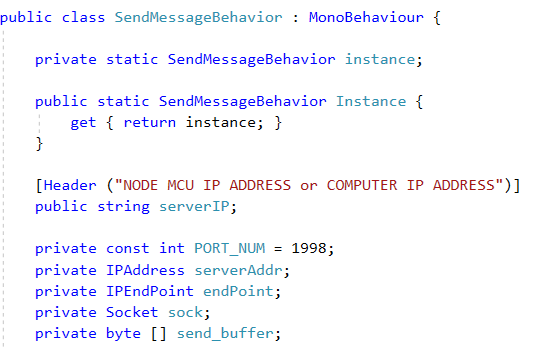 public class SendMessageBehavior : MonoBehaviour {
private static SendMessageBehavior instance;
public static SendMessageBehavior Instance {
get { return instance; }
}
[Header ("NODE MCU IP ADDRESS or COMPUTER IP ADDRESS")]
public string serverIP;
private const int PORT_NUM = 1998;
private IPAddress serverAddr;
private IPEndPoint endPoint;
private Socket sock;
private byte [] send_buffer;